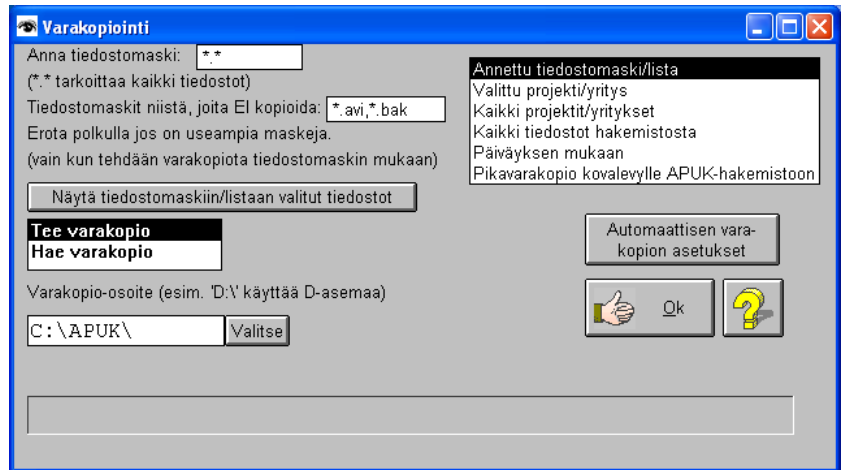 Varakopiointi
Anna tiedostomaski: *.*
(*.* tarkoittaa kaikki tiedostot)
Tiedostomaskit niistä, joita EI kopioida: *.avi,*.bak
Erota polkulla jos on useampia maskeja.
(vain kun tehdään varakopiota tiedostomaskin mukaan)
Näytä tiedostomaskiin/listaan valitut tiedostot
Tee varakopio
Hae varakopio
Varakopio-osoite (esim. 'D:\' käyttää D-asemaa)
C:\APUK\
Valitse
Annettu tiedostomaski/lista
Valittu projekti/yritys
Kaikki projektit/yritykset
Kaikki tiedostot hakemistosta
Päiväyksen mukaan
Pikavarakopio kovalevylle APUK-hakemistoon
Automaattisen vara-
kopion asetukset
Ok